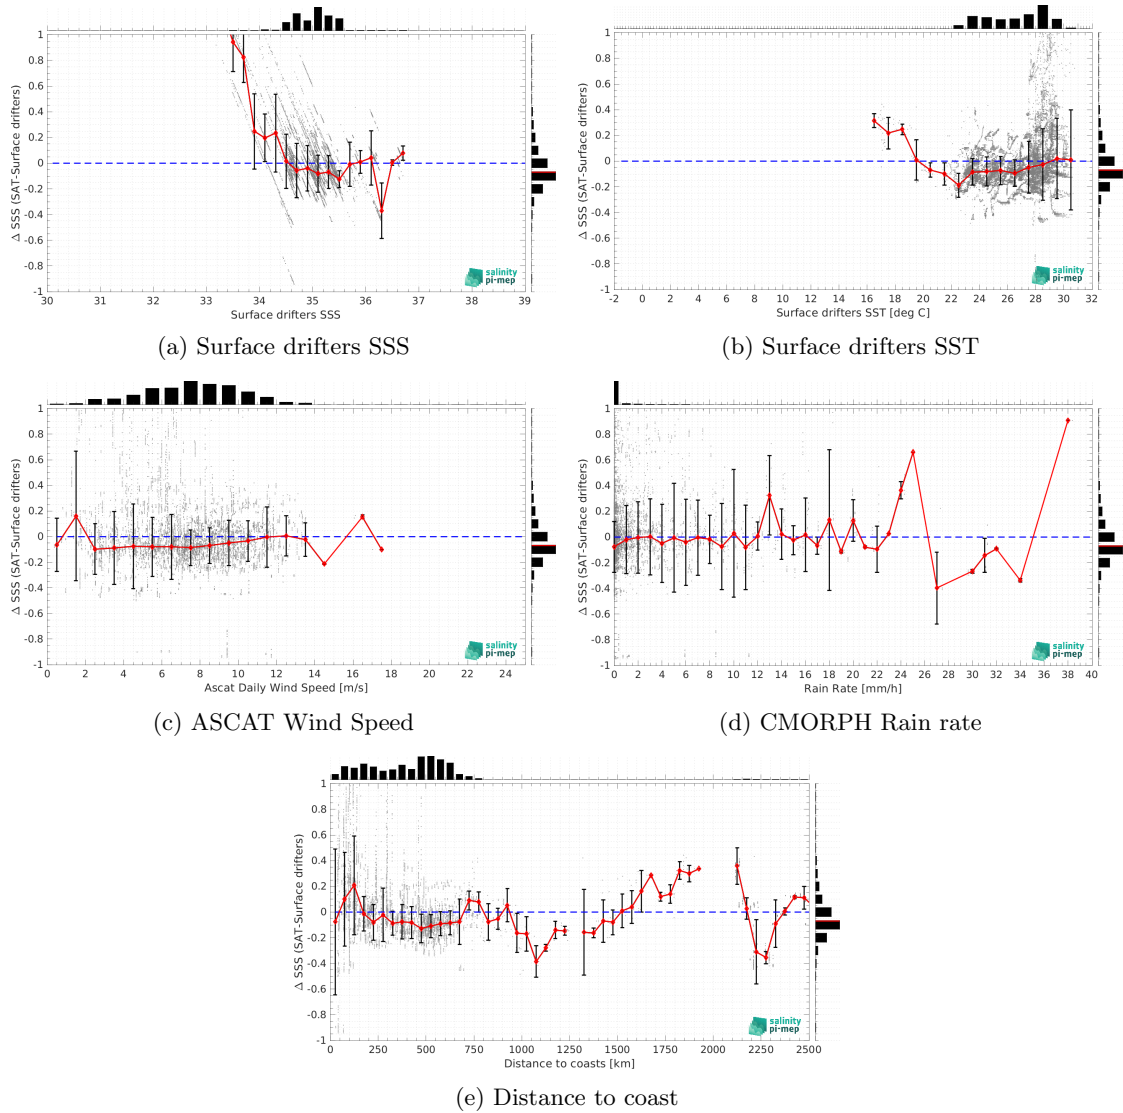 1
0.8
0.6
0.4
0.2
0
-0.2
-0.4
-0.6
-0.8
-1
Δ SSS (SAT-Surface drifters)
salinity
pi-mep
30 31 32 33 34 35 36 37 38 39
Surface drifters SSS
(a) Surface drifters SSS
1
0.8
0.6
0.4
0.2
0
-0.2
-0.4
-0.6
-0.8
-1
Δ SSS (SAT-Surface drifters)
salinity
pi-mep
-2 0 2 4 6 8 10 12 14 16 18 20 22 24 26 28 30 32
Surface drifters SST [deg C]
(b) Surface drifters SST
1
0.8
0.6
0.4
0.2
0
-0.2
-0.4
-0.6
-0.8
-1
Δ SSS (SAT-Surface drifters)
salinity
pi-mep
0 2 4 6 8 10 12 14 16 18 20 22 24
Ascat Daily Wind Speed [m/s]
(c) ASCAT Wind Speed
1
0.8
0.6
0.4
0.2
0
-0.2
-0.4
-0.6
-0.8
-1
Δ SSS (SAT-Surface drifters)
salinity
pi-mep
0 2 4 6 8 10 12 14 16 18 20 22 24 26 28 30 32 34 36 38 40
Rain Rate [mm/h]
(d) CMORPH Rain rate
1
0.8
0.6
0.4
0.2
0
-0.2
-0.4
-0.6
-0.8
-1
Δ SSS (SAT-Surface drifters)
salinity
pi-mep
0 250 500 750 1000 1250 1500 1750 2000 2250 2500
Distance to coasts [km]
(e) Distance to coast